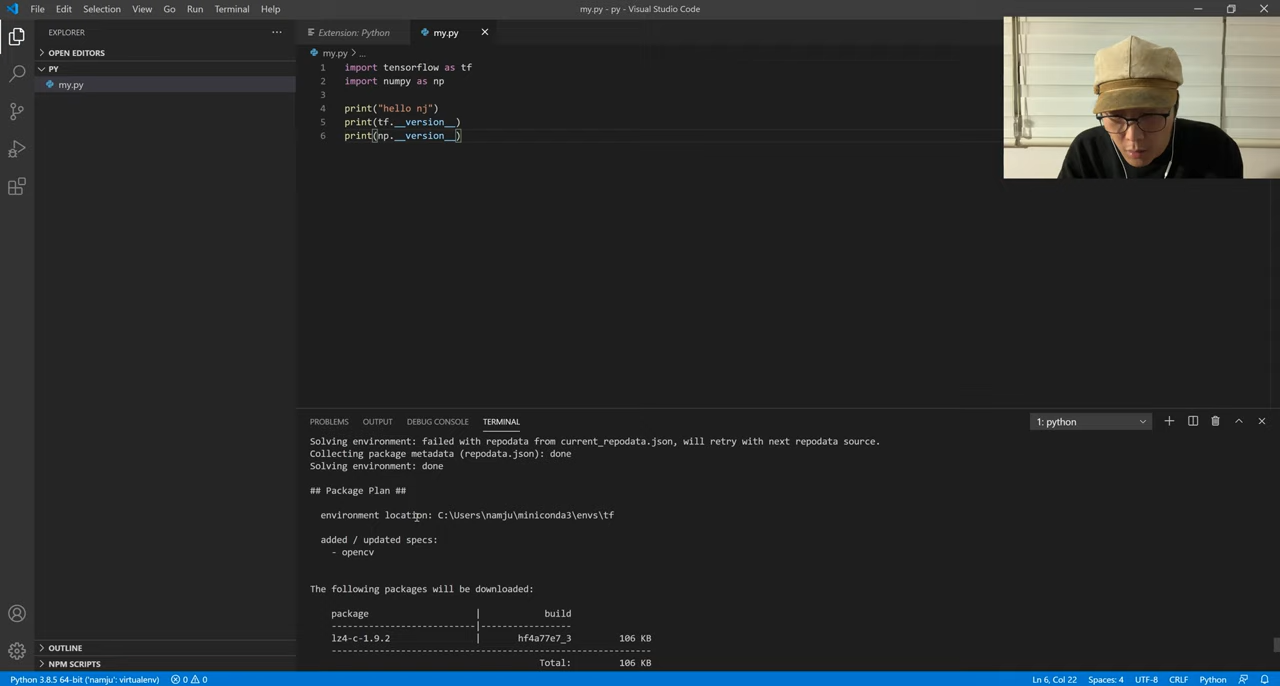 File Edit Selection View Go Run Terminal Help
my.py - py - Visual Studio Code
EXPLORER
Extension: Python
my.py
OPEN EDITORS
my.py > ...
PY
my.py
1 import tensorflow as tf
2 import numpy as np
3
4 print("hello nj")
5 print(tf.__version__)
6 print(np.__version__)
PROBLEMS OUTPUT DEBUG CONSOLE TERMINAL
1: python
Solving environment: failed with repodata from current_repodata.json, will retry with next repodata source.
Collecting package metadata (repodata.json): done
Solving environment: done
## Package Plan ##
environment location: C:\Users\namju\miniconda3\envs\tf
added / updated specs:
- opencv
The following packages will be downloaded:
package | build
---------------------------|-----------------
lz4-c-1.9.2 | hf4a77e7_3 106 KB
------------------------------------------------------------
Total: 106 KB
OUTLINE
NPM SCRIPTS
Python 3.8.5 64-bit ('namju': virtualenv) 0 0
Ln 6, Col 22 Spaces: 4 UTF-8 CRLF Python